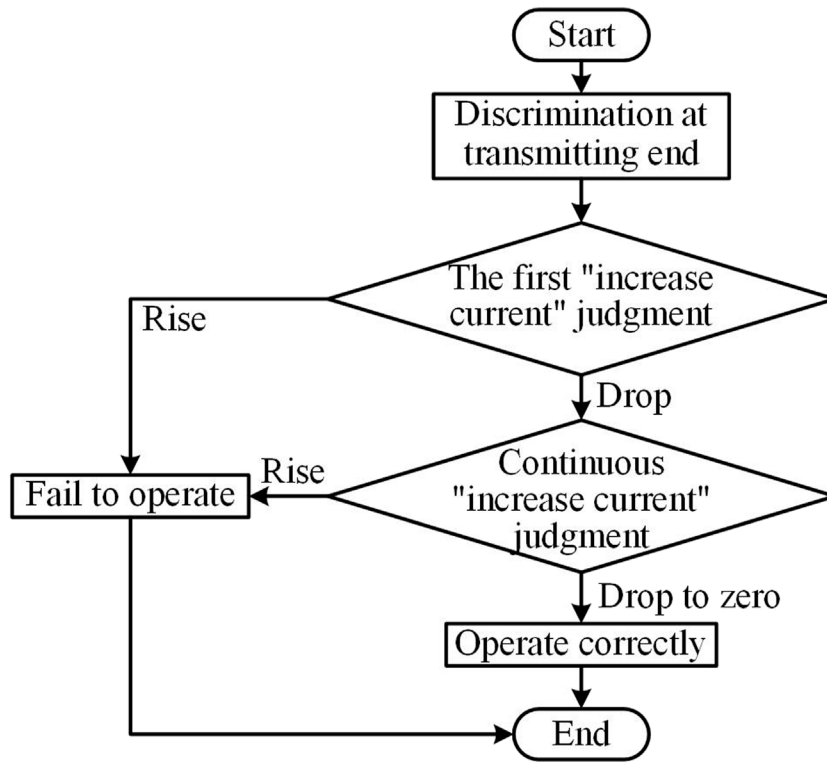 Start
Discrimination at
transmitting end
The first "increase
current" judgment
Rise
Drop
Continuous
"increase current"
judgment
Rise
Fail to operate
Drop to zero
Operate correctly
End